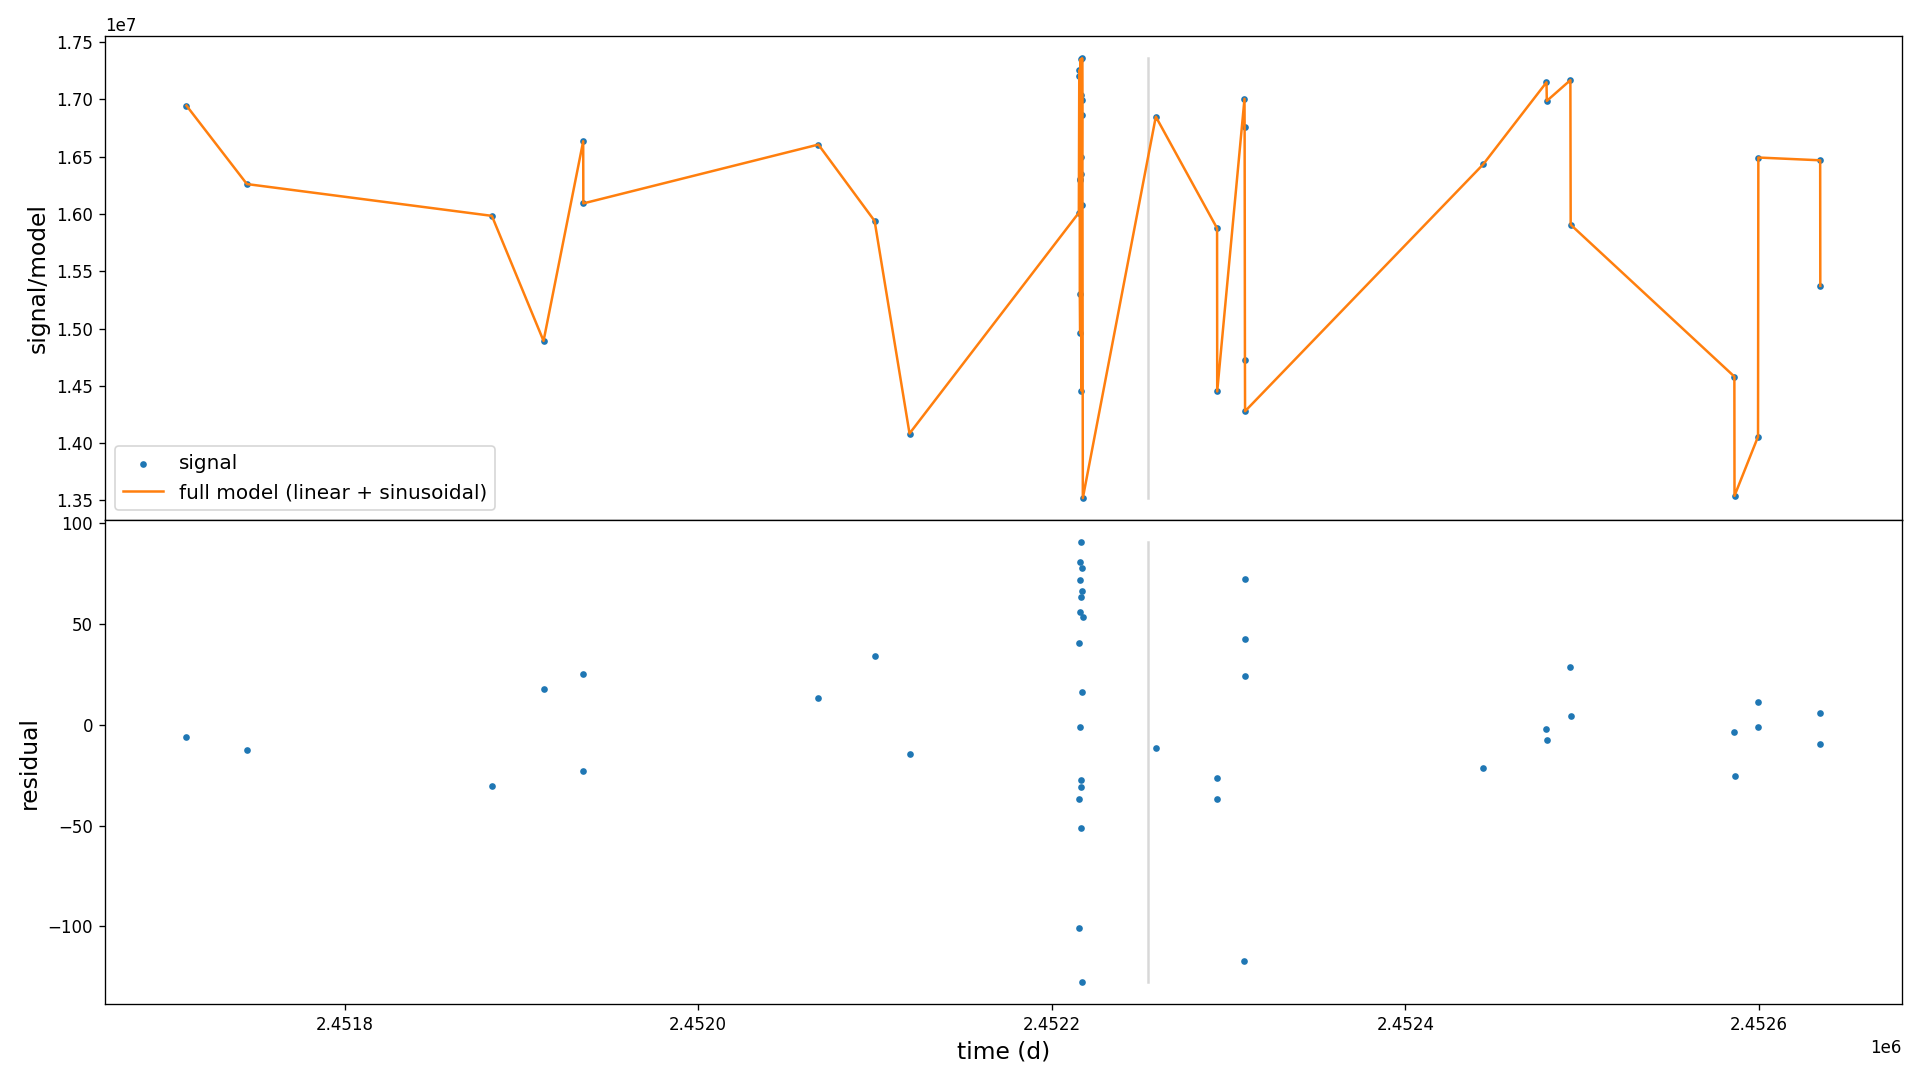 1e7
1.75
1.70
1.65
1.60
1.55
1.50
1.45
1.40
1.35
signal/model
signal
full model (linear + sinusoidal)
100
50
0
−50
−100
residual
2.4518
2.4520
2.4522
2.4524
2.4526
1e6
time (d)